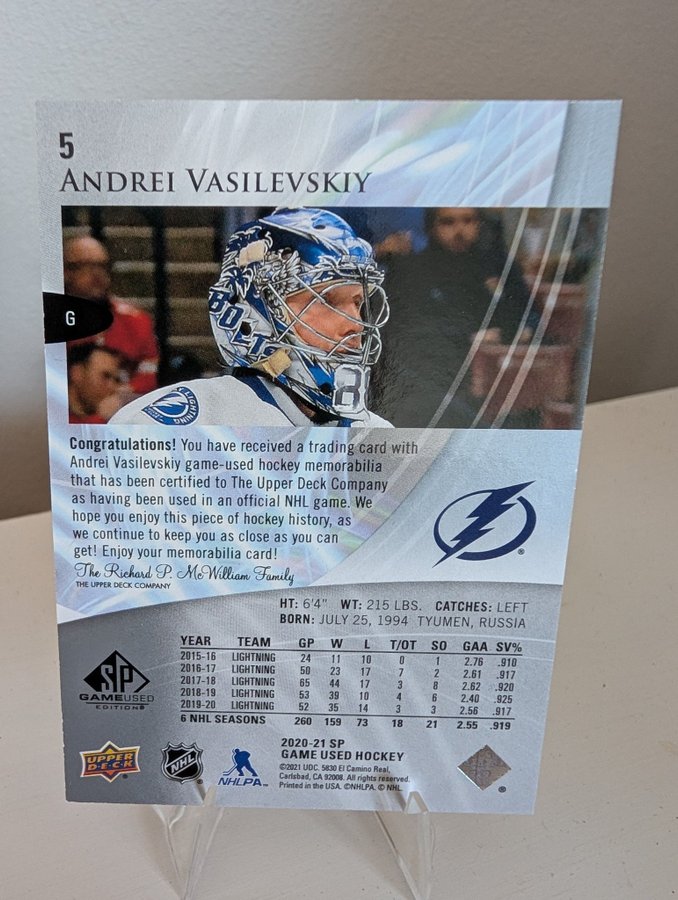 5
ANDREI VASILEVSKIY
BOLTS
LIGHTNING
G
Congratulations! You have received a trading card with
Andrei Vasilevskiy game-used hockey memorabilia
that has been certified to The Upper Deck Company
as having been used in an official NHL game. We
hope you enjoy this piece of hockey history, as
we continue to keep you as close as you can
get! Enjoy your memorabilia card!
The Richard P. McWilliam Family
THE UPPER DECK COMPANY
HT: 6'4" WT: 215 LBS. CATCHES: LEFT
BORN: JULY 25, 1994 TYUMEN, RUSSIA
YEAR TEAM GP W L T/OT SO GAA SV%
2015-16 LIGHTNING 24 11 10 0 1 2.76 .910
2016-17 LIGHTNING 50 23 17 7 2 2.61 .917
2017-18 LIGHTNING 65 44 17 3 8 2.62 .920
2018-19 LIGHTNING 53 39 10 4 6 2.40 .925
2019-20 LIGHTNING 52 35 14 3 3 2.56 .917
6 NHL SEASONS 260 159 73 18 21 2.55 .919
SP
GAMEUSED
EDITION®
UPPER
DECK
NHL
NHLPA
2020-21 SP
GAME USED HOCKEY
©2021 UDC. 5830 El Camino Real,
Carlsbad, CA 92008. All rights reserved.
Printed in the USA. ©NHLPA. © NHL.